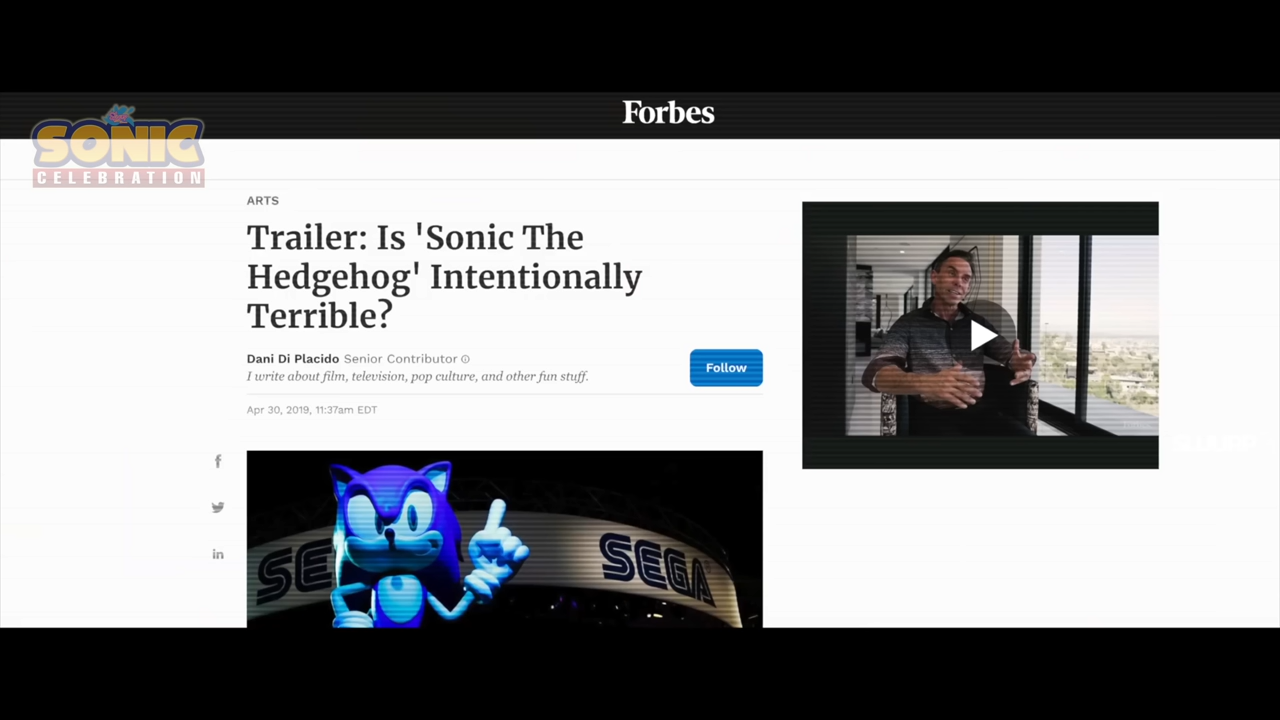 Forbes
SONIC
CELEBRATION
ARTS
Trailer: Is 'Sonic The
Hedgehog' Intentionally
Terrible?
Dani Di Placido Senior Contributor
I write about film, television, pop culture, and other fun stuff.
Follow
Apr 30, 2019, 11:37am EDT
SE
SEGA